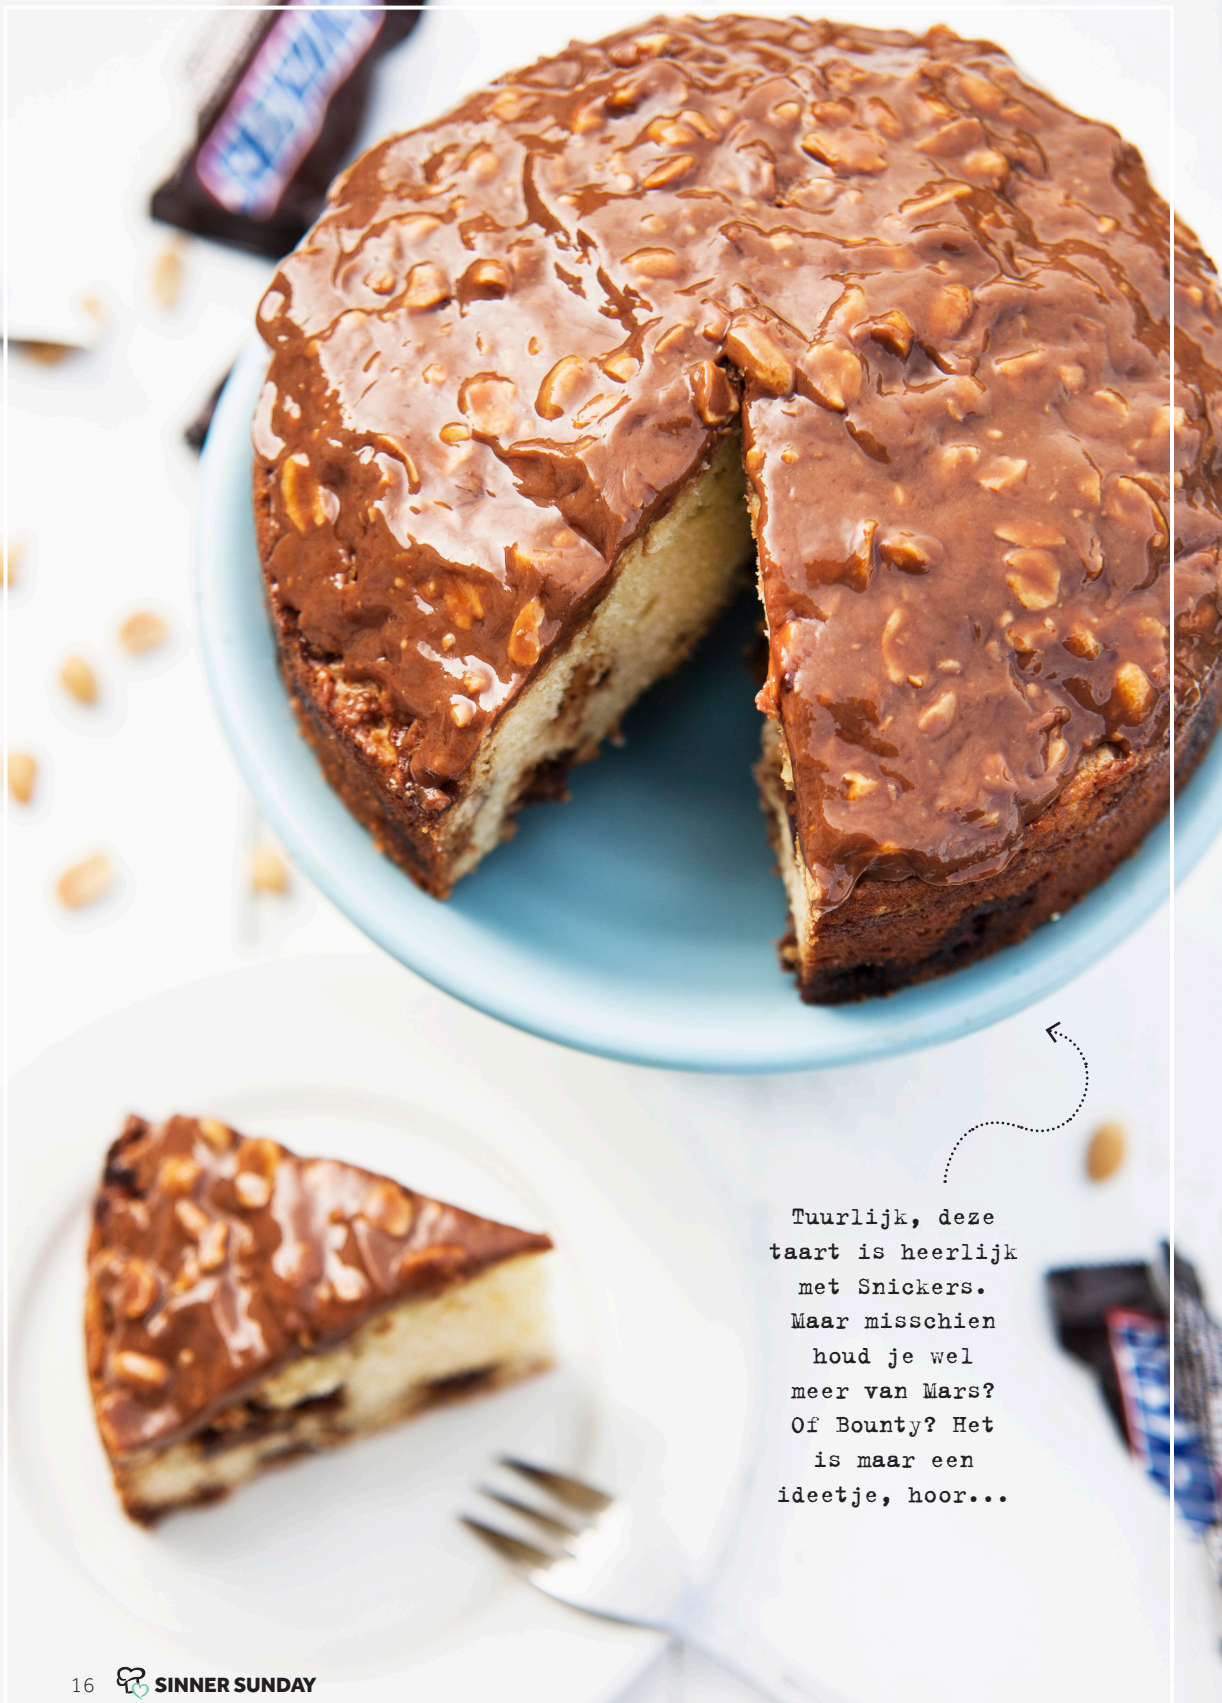 Tuurlijk, deze
taart is heerlijk
met Snickers.
Maar misschien
houd je wel
meer van Mars?
Of Bounty? Het
is maar een
ideetje, hoor...
16 SINNER SUNDAY